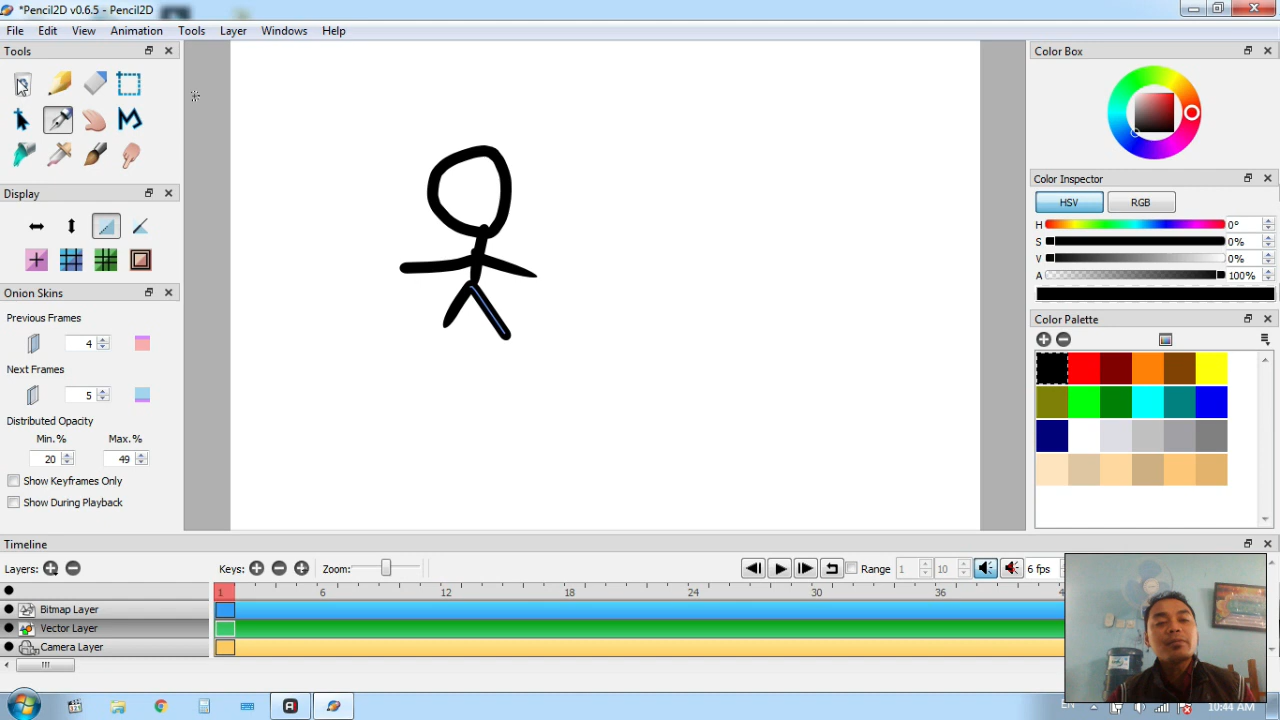 *Pencil2D v0.6.5 - Pencil2D
File Edit View Animation Tools Layer Windows Help
Tools
Display
Onion Skins
Previous Frames
4
Next Frames
5
Distributed Opacity
Min.% Max.%
20 49
Show Keyframes Only
Show During Playback
Color Box
Color Inspector
HSV RGB
H 0°
S 0%
V 0%
A 100%
Color Palette
Timeline
Layers: Keys: Zoom: Range 1 10 6 fps
1 6 12 18 24 30 36
Bitmap Layer
Vector Layer
Camera Layer
EN 10:44 AM